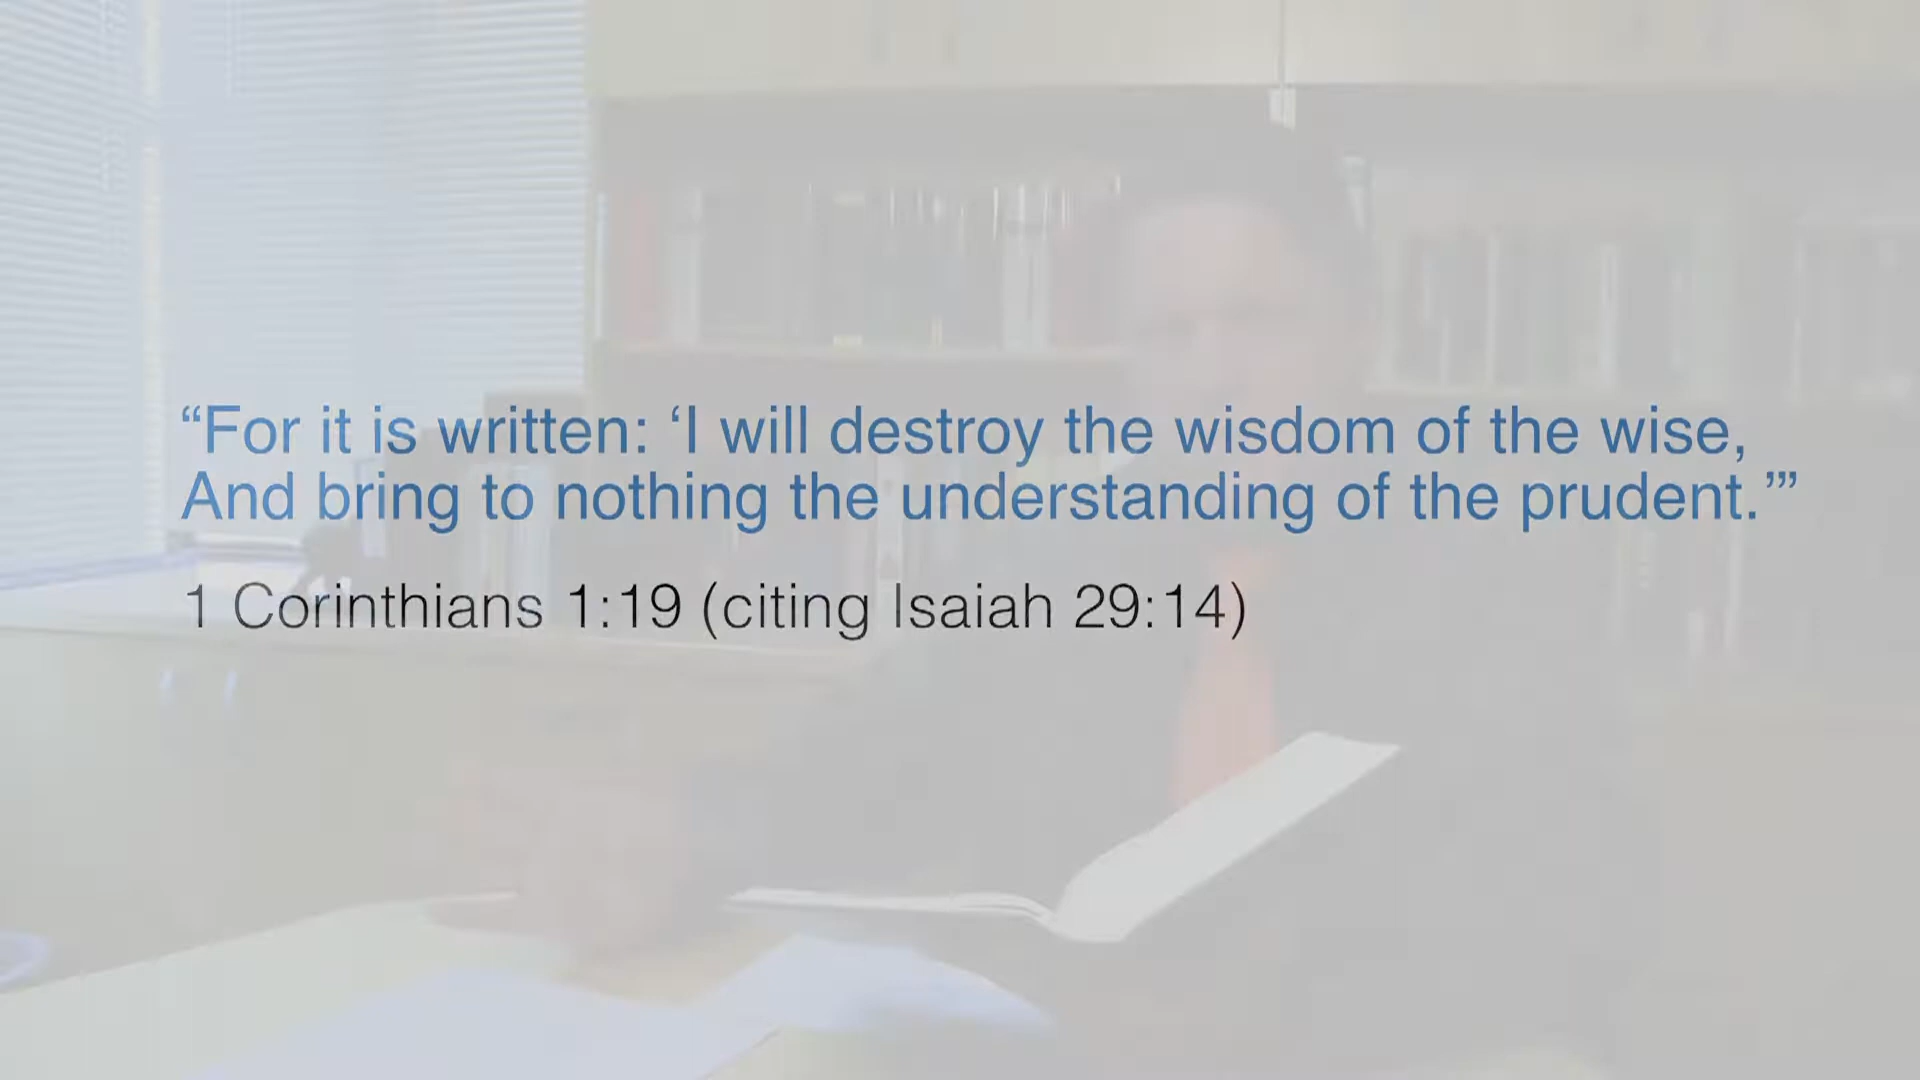 “For it is written: ‘I will destroy the wisdom of the wise,
And bring to nothing the understanding of the prudent.’”
1 Corinthians 1:19 (citing Isaiah 29:14)